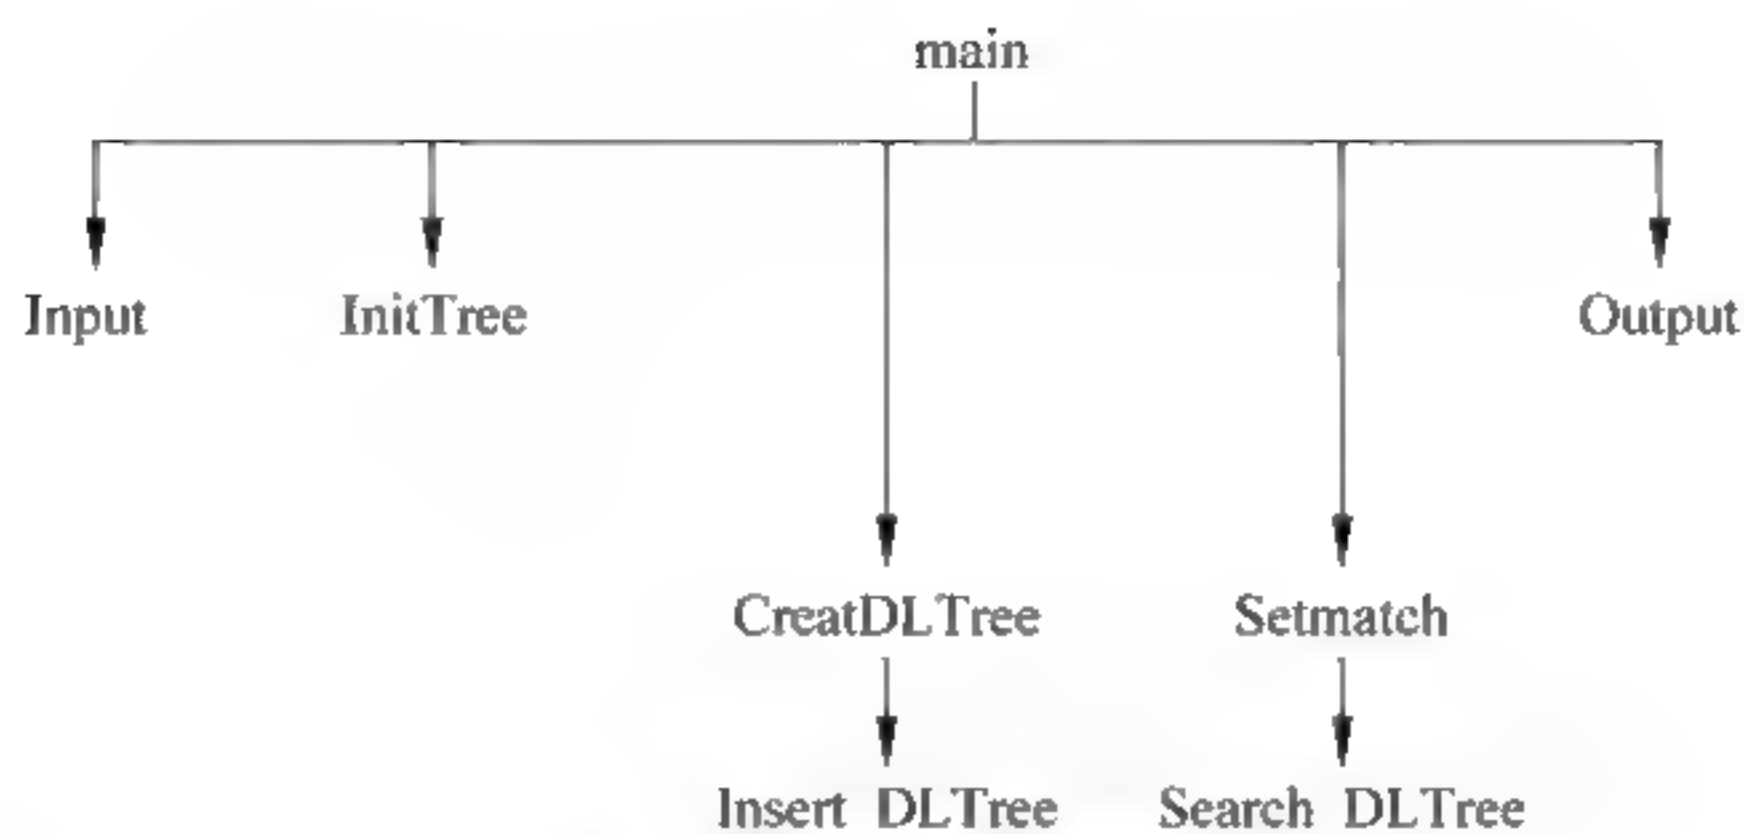 main
Input InitTree Output
CreatDLTree Setmatch
Insert DLTree Search DLTree